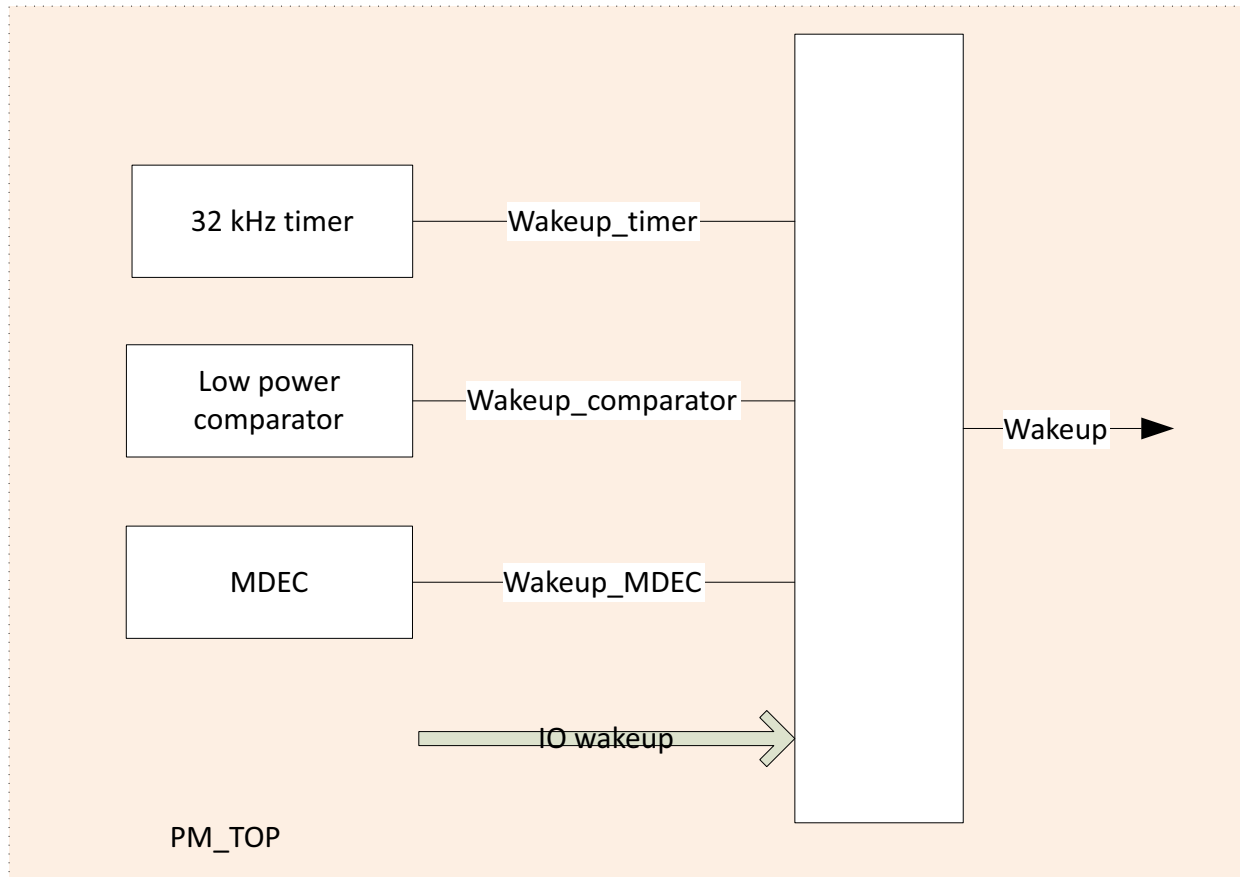 32 kHz timer
Wakeup_timer
Low power
comparator
Wakeup_comparator
Wakeup
MDEC
Wakeup_MDEC
IO wakeup
PM_TOP